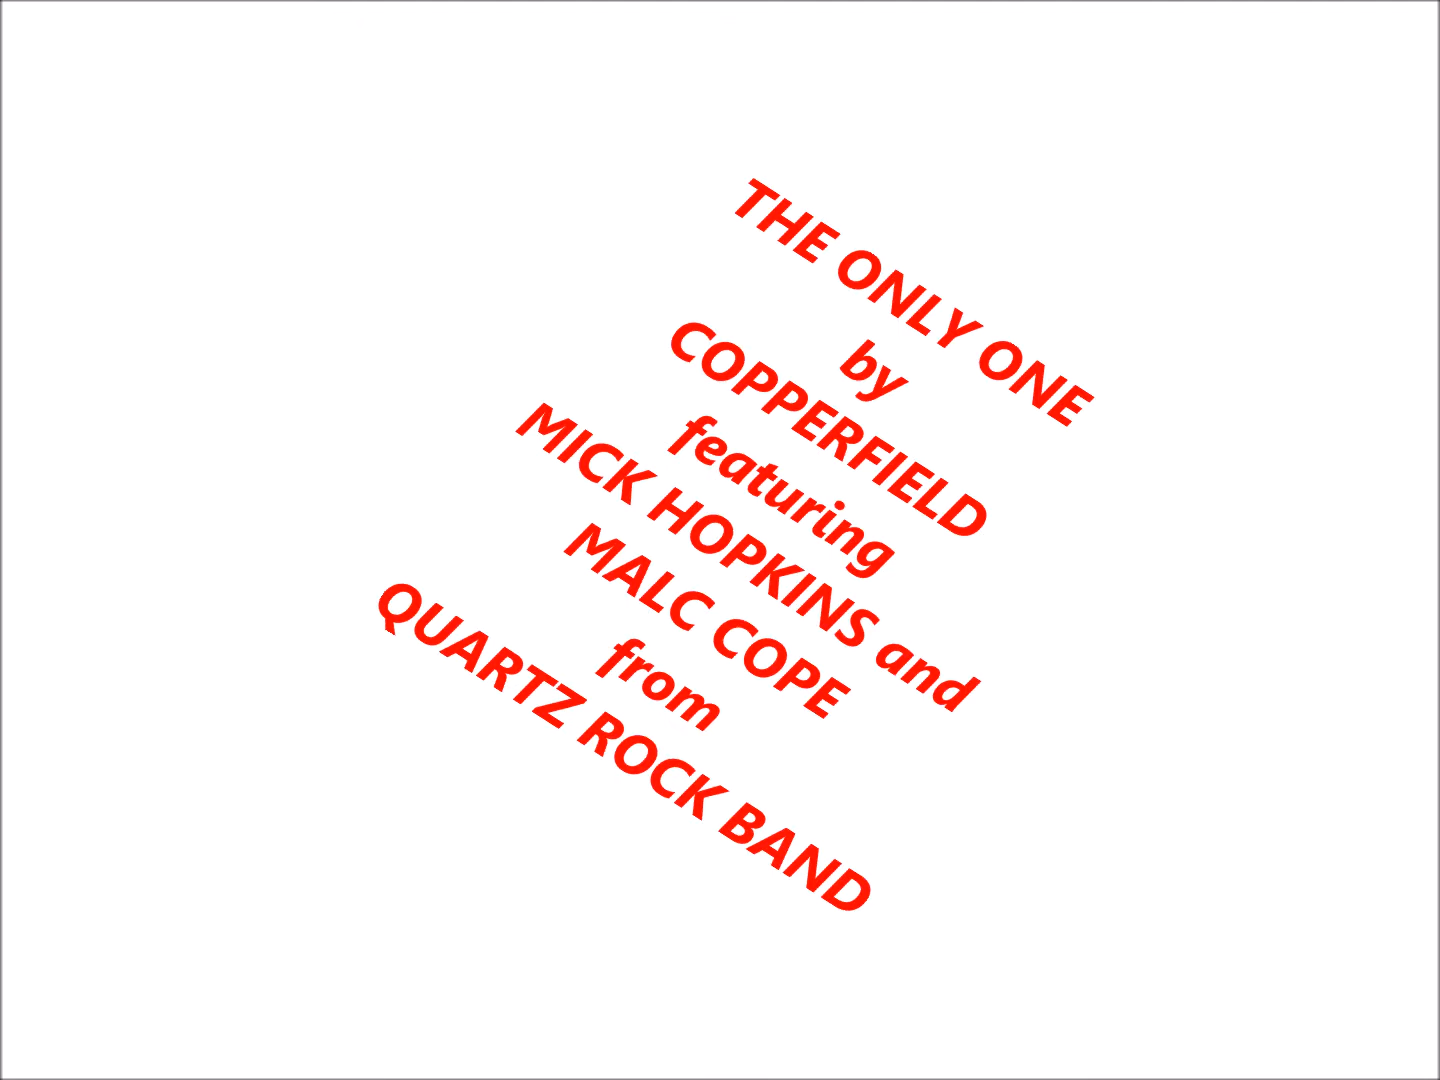 THE ONLY ONE
by
COPPERFIELD
featuring
MICK HOPKINS and
MALC COPE
from
QUARTZ ROCK BAND